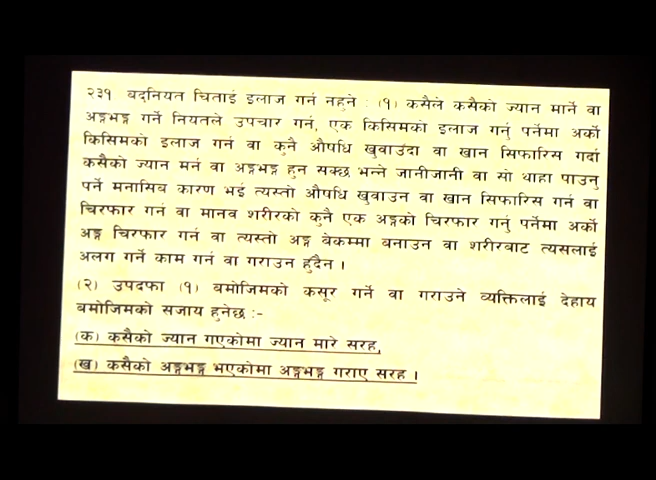 २३१ बदनियत चिताई इलाज गर्न नहुने : (१) कसैले कसैको ज्यान मार्ने वा
अङ्गभङ्ग गर्ने नियतले उपचार गर्न, एक किसिमको इलाज गर्नु पर्नेमा अर्को
किसिमको इलाज गर्न वा कुनै औषधि खुवाउँदा वा खान सिफारिस गर्दा
कसैको ज्यान मर्न वा अङ्गभङ्ग हुन सक्छ भन्ने जानीजानी वा सो थाहा पाउनु
पर्ने मनासिब कारण भई त्यस्तो औषधि खुवाउन वा खान सिफारिस गर्न वा
चिरफार गर्न वा मानव शरीरको कुनै एक अङ्गको चिरफार गर्नु पर्नेमा अर्को
अङ्ग चिरफार गर्न वा त्यस्तो अङ्ग बेकम्मा बनाउन वा शरीरबाट त्यसलाई
अलग गर्ने काम गर्न वा गराउन हुँदैन ।
(२) उपदफा (१) बमोजिमको कसूर गर्ने वा गराउने व्यक्तिलाई देहाय
बमोजिमको सजाय हुनेछ :-
(क) कसैको ज्यान गएकोमा ज्यान मारे सरह,
(ख) कसैको अङ्गभङ्ग भएकोमा अङ्गभङ्ग गराए सरह ।